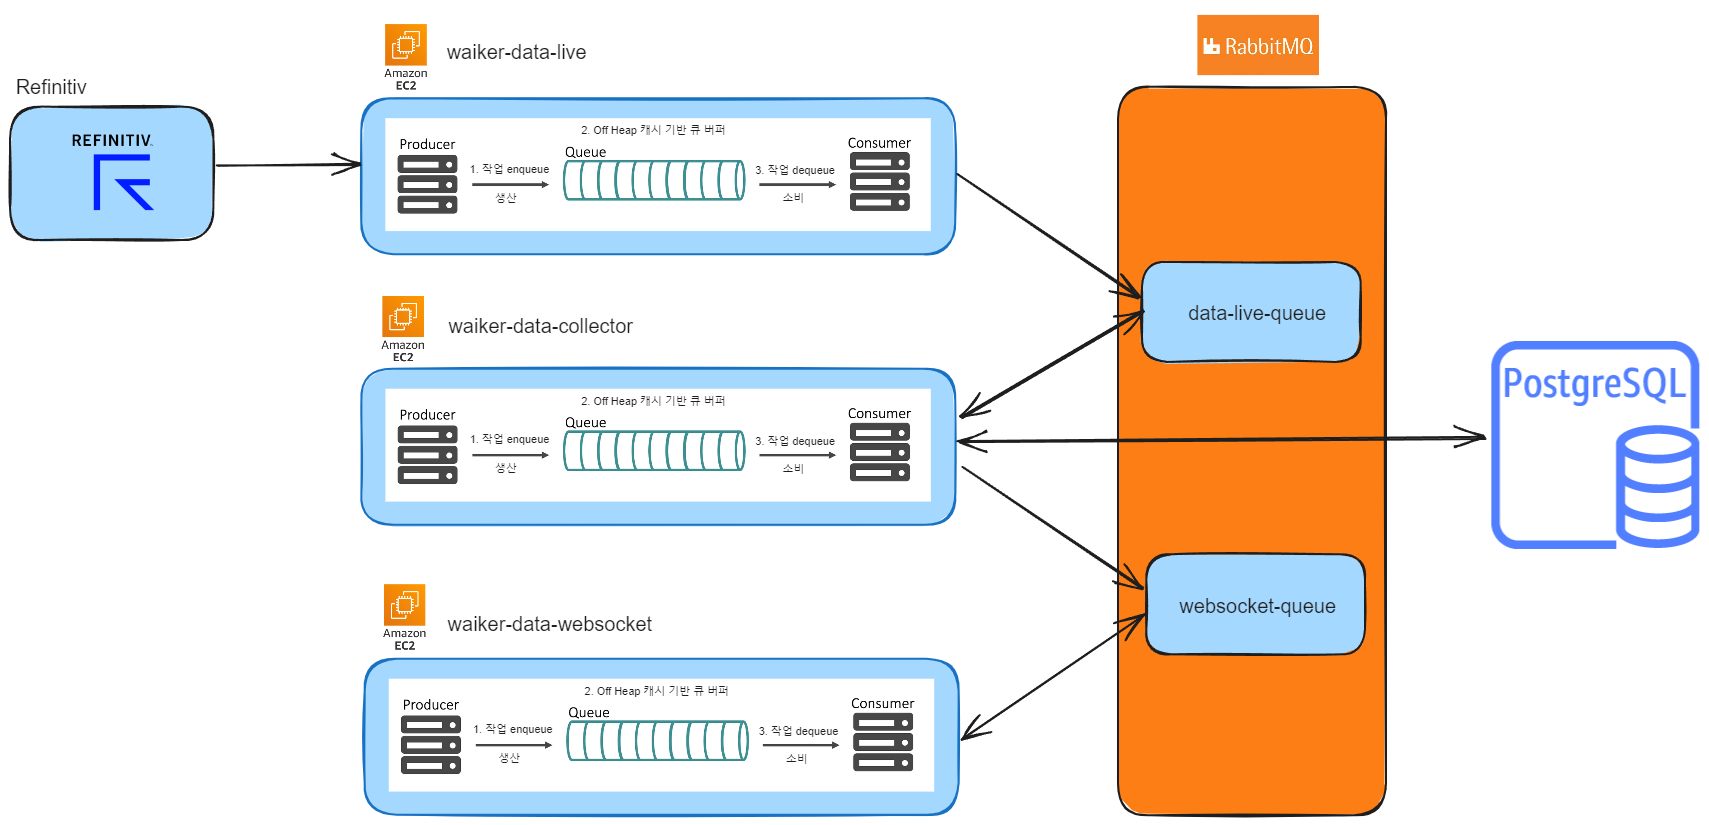 Refinitiv
REFINITIV
Amazon
EC2
waiker-data-live
Producer
1. 작업 enqueue
생산
2. Off Heap 캐시 기반 큐 버퍼
Queue
3. 작업 dequeue
소비
Consumer
Amazon
EC2
waiker-data-collector
Producer
1. 작업 enqueue
생산
2. Off Heap 캐시 기반 큐 버퍼
Queue
3. 작업 dequeue
소비
Consumer
Amazon
EC2
waiker-data-websocket
Producer
1. 작업 enqueue
생산
2. Off Heap 캐시 기반 큐 버퍼
Queue
3. 작업 dequeue
소비
Consumer
RabbitMQ
data-live-queue
websocket-queue
PostgreSQL